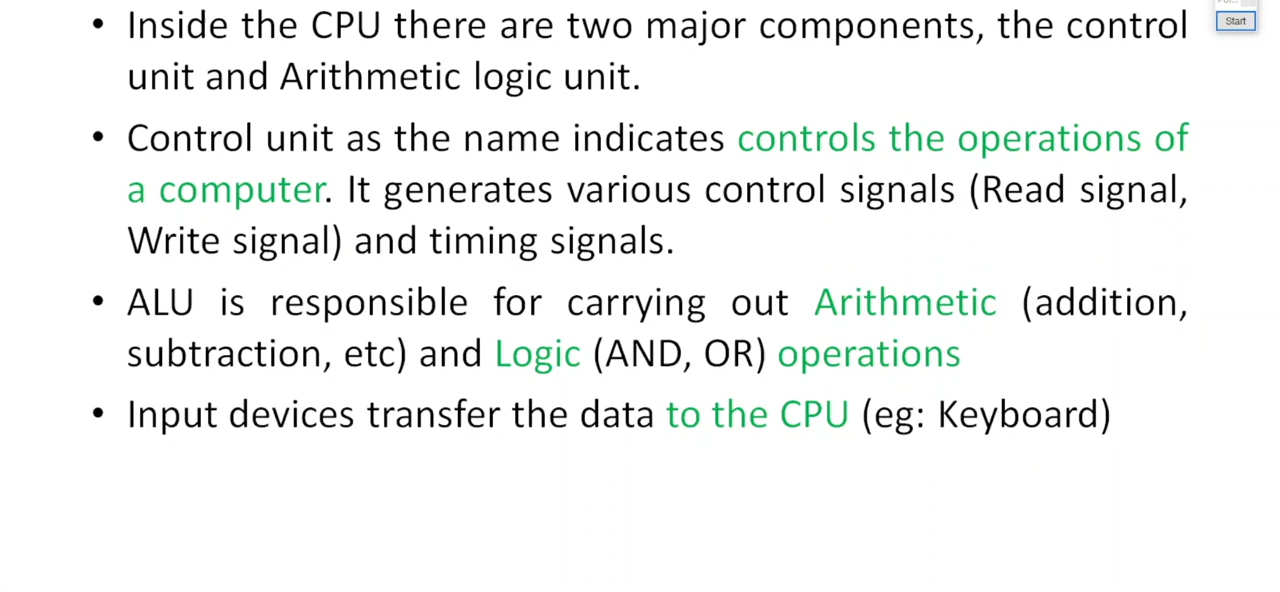 • Inside the CPU there are two major components, the control
unit and Arithmetic logic unit.
• Control unit as the name indicates controls the operations of
a computer. It generates various control signals (Read signal,
Write signal) and timing signals.
• ALU is responsible for carrying out Arithmetic (addition,
subtraction, etc) and Logic (AND, OR) operations
• Input devices transfer the data to the CPU (eg: Keyboard)
Start